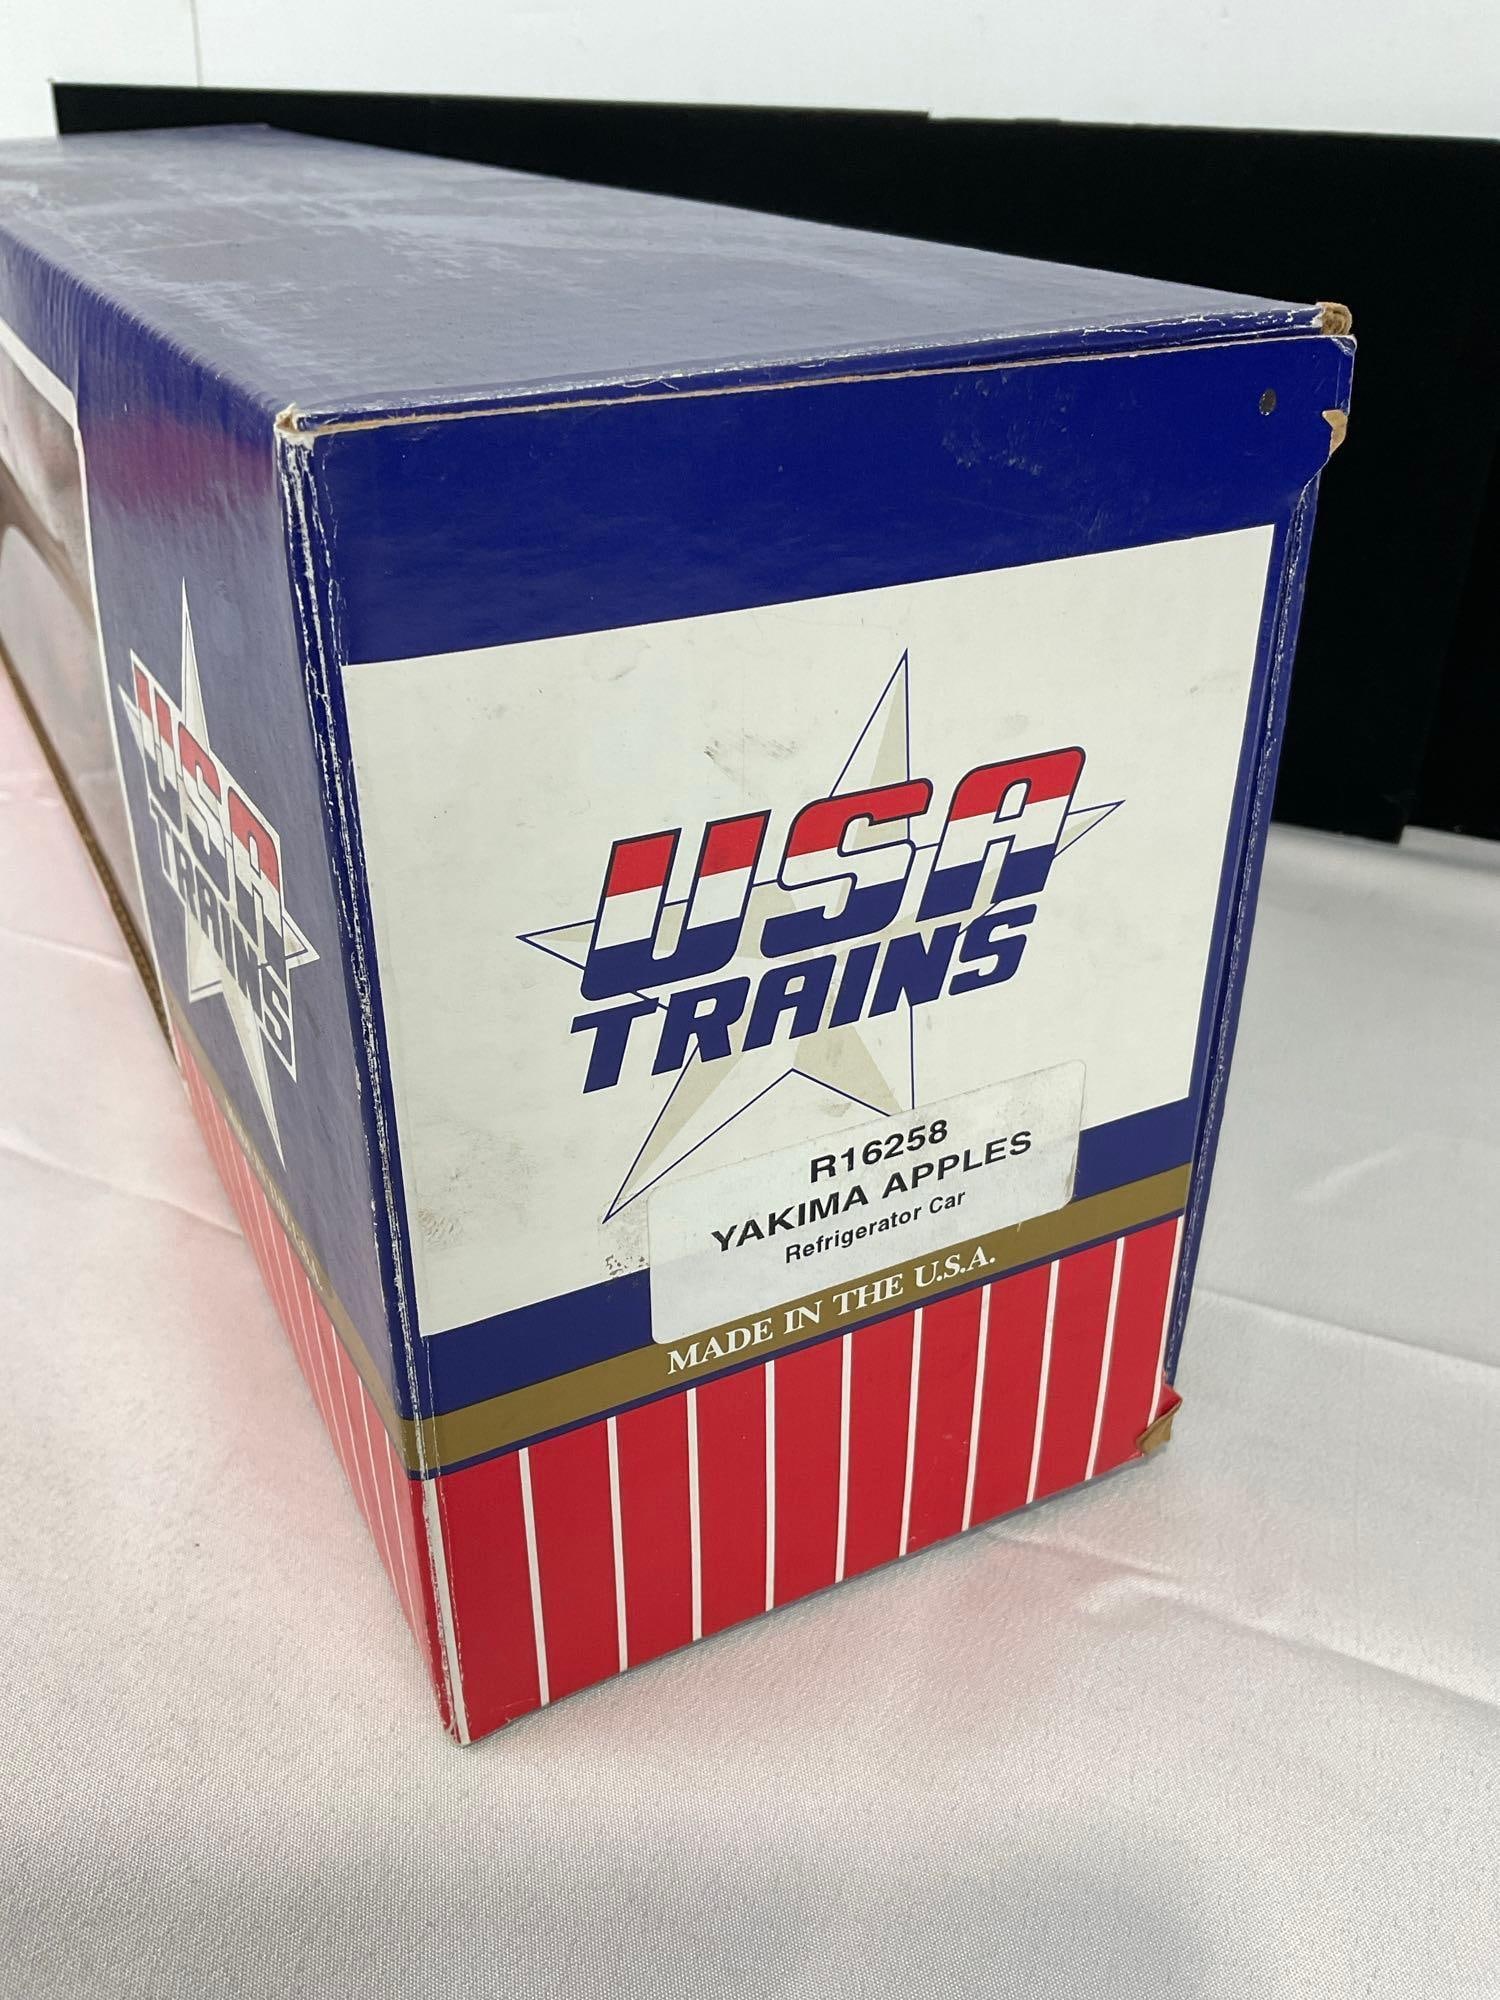 USA
TRAINS
USA
TRAINS
R16258
YAKIMA APPLES
Refrigerator Car
MADE IN THE U.S.A.